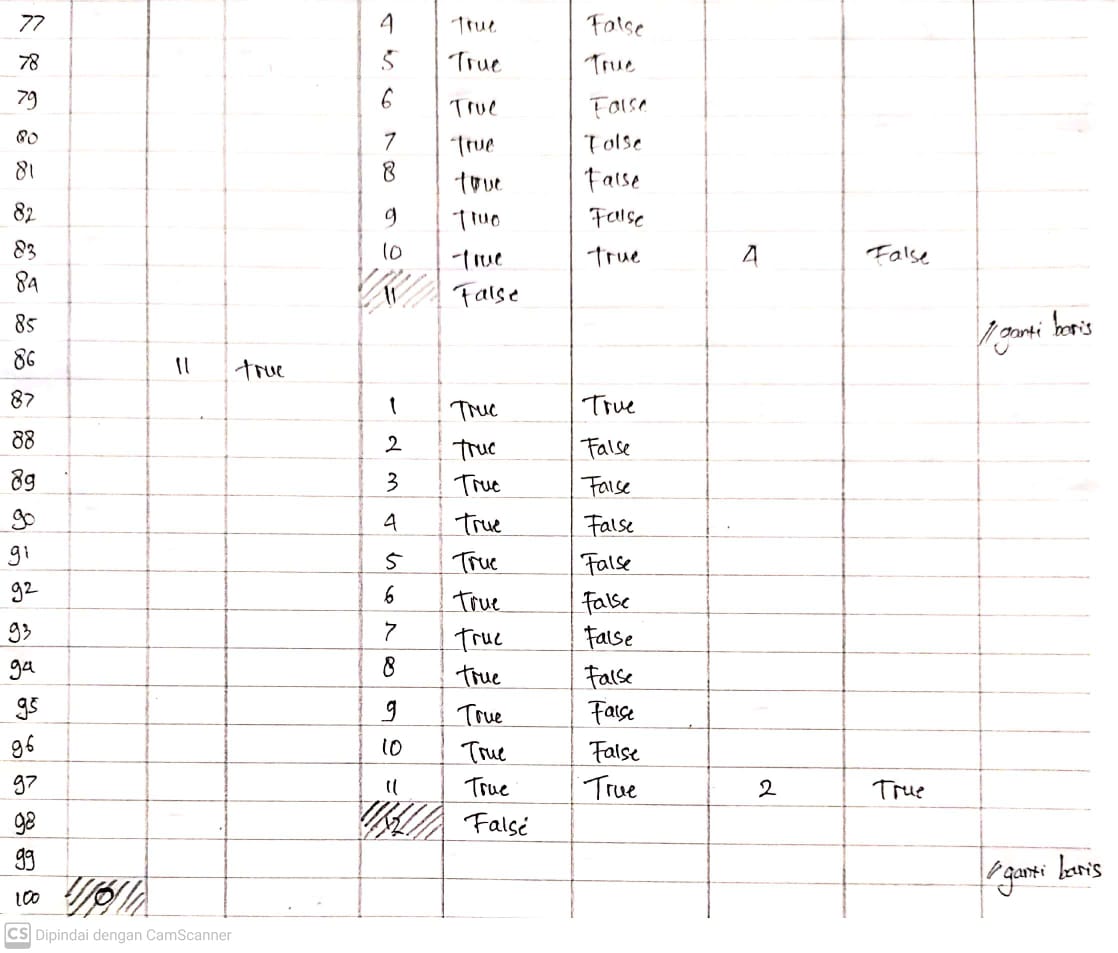 77 4 True False
78 5 True True
79 6 True False
80 7 True False
81 8 true False
82 9 True False
83 10 True True 4 False
84 11 False
85 // ganti baris
86 11 true
87 1 True True
88 2 True False
89 3 True False
90 4 True False
91 5 True False
92 6 True False
93 7 True False
94 8 True False
95 9 True False
96 10 True False
97 11 True True 2 True
98 12 False
99 // ganti baris
100 0
CS Dipindai dengan CamScanner